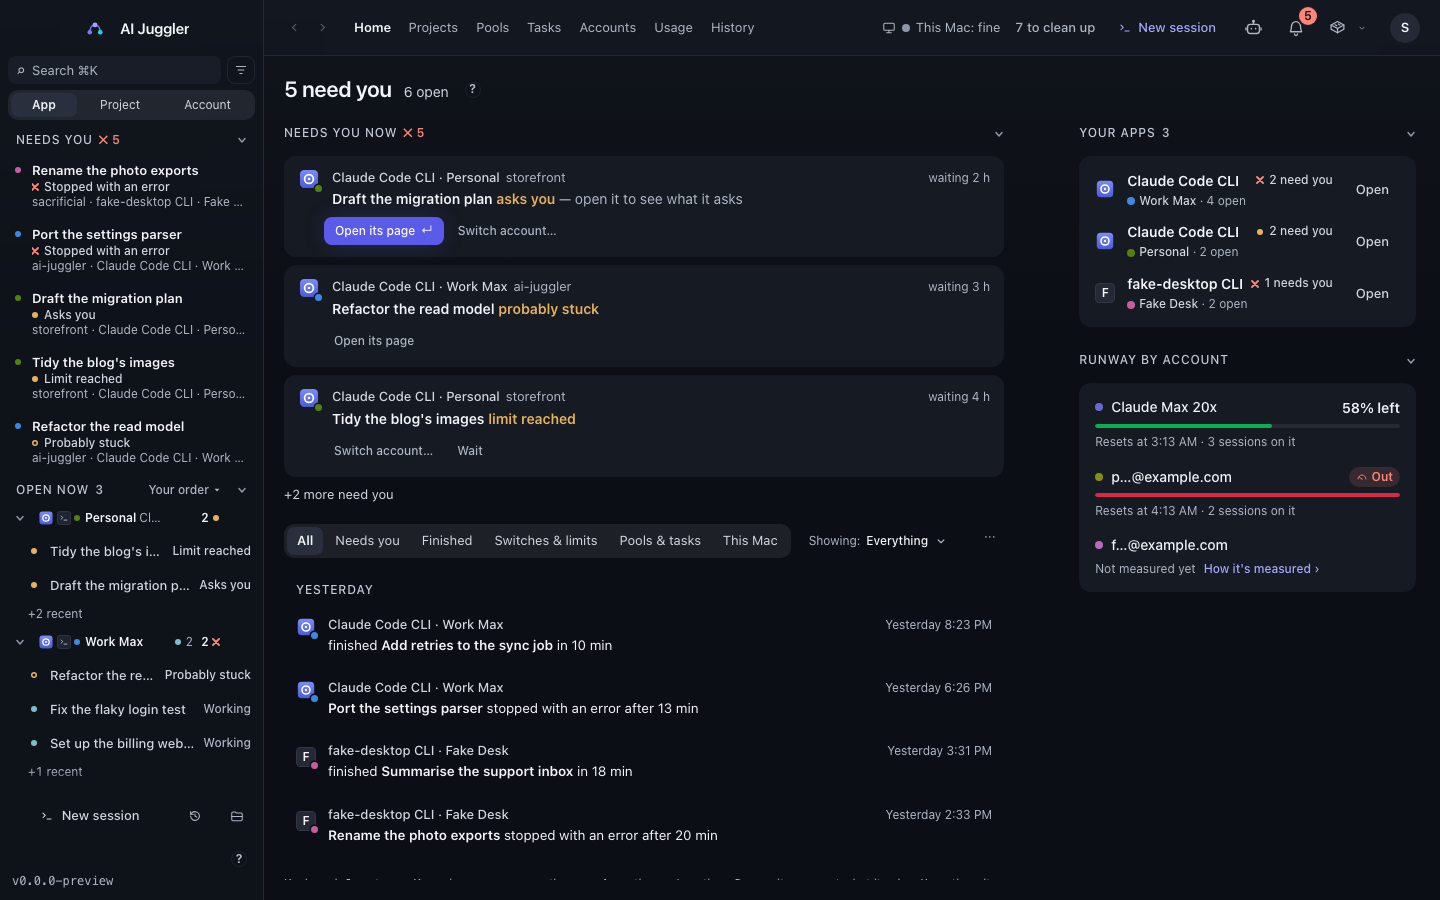 AI Juggler
Search ⌘K
App Project Account
NEEDS YOU 5
Rename the photo exports
Stopped with an error
sacrificial · fake-desktop CLI · Fake ...
Port the settings parser
Stopped with an error
ai-juggler · Claude Code CLI · Work ...
Draft the migration plan
Asks you
storefront · Claude Code CLI · Perso...
Tidy the blog's images
Limit reached
storefront · Claude Code CLI · Perso...
Refactor the read model
Probably stuck
ai-juggler · Claude Code CLI · Work ...
OPEN NOW 3 Your order
Personal Cl... 2
Tidy the blog's i... Limit reached
Draft the migration p... Asks you
+2 recent
Work Max 2 2
Refactor the re... Probably stuck
Fix the flaky login test Working
Set up the billing web... Working
+1 recent
New session
?
v0.0.0-preview
Home Projects Pools Tasks Accounts Usage History
This Mac: fine 7 to clean up New session 5 S
5 need you 6 open ?
NEEDS YOU NOW 5
Claude Code CLI · Personal storefront waiting 2 h
Draft the migration plan asks you — open it to see what it asks
Open its page ↵ Switch account...
Claude Code CLI · Work Max ai-juggler waiting 3 h
Refactor the read model probably stuck
Open its page
Claude Code CLI · Personal storefront waiting 4 h
Tidy the blog's images limit reached
Switch account... Wait
+2 more need you
All Needs you Finished Switches & limits Pools & tasks This Mac Showing: Everything ...
YESTERDAY
Claude Code CLI · Work Max Yesterday 8:23 PM
finished Add retries to the sync job in 10 min
Claude Code CLI · Work Max Yesterday 6:26 PM
Port the settings parser stopped with an error after 13 min
F fake-desktop CLI · Fake Desk Yesterday 3:31 PM
finished Summarise the support inbox in 18 min
F fake-desktop CLI · Fake Desk Yesterday 2:33 PM
Rename the photo exports stopped with an error after 20 min
YOUR APPS 3
Claude Code CLI 2 need you Open
Work Max · 4 open
Claude Code CLI 2 need you Open
Personal · 2 open
F fake-desktop CLI 1 needs you Open
Fake Desk · 2 open
RUNWAY BY ACCOUNT
Claude Max 20x 58% left
Resets at 3:13 AM · 3 sessions on it
p...@example.com Out
Resets at 4:13 AM · 2 sessions on it
f...@example.com
Not measured yet How it's measured ›